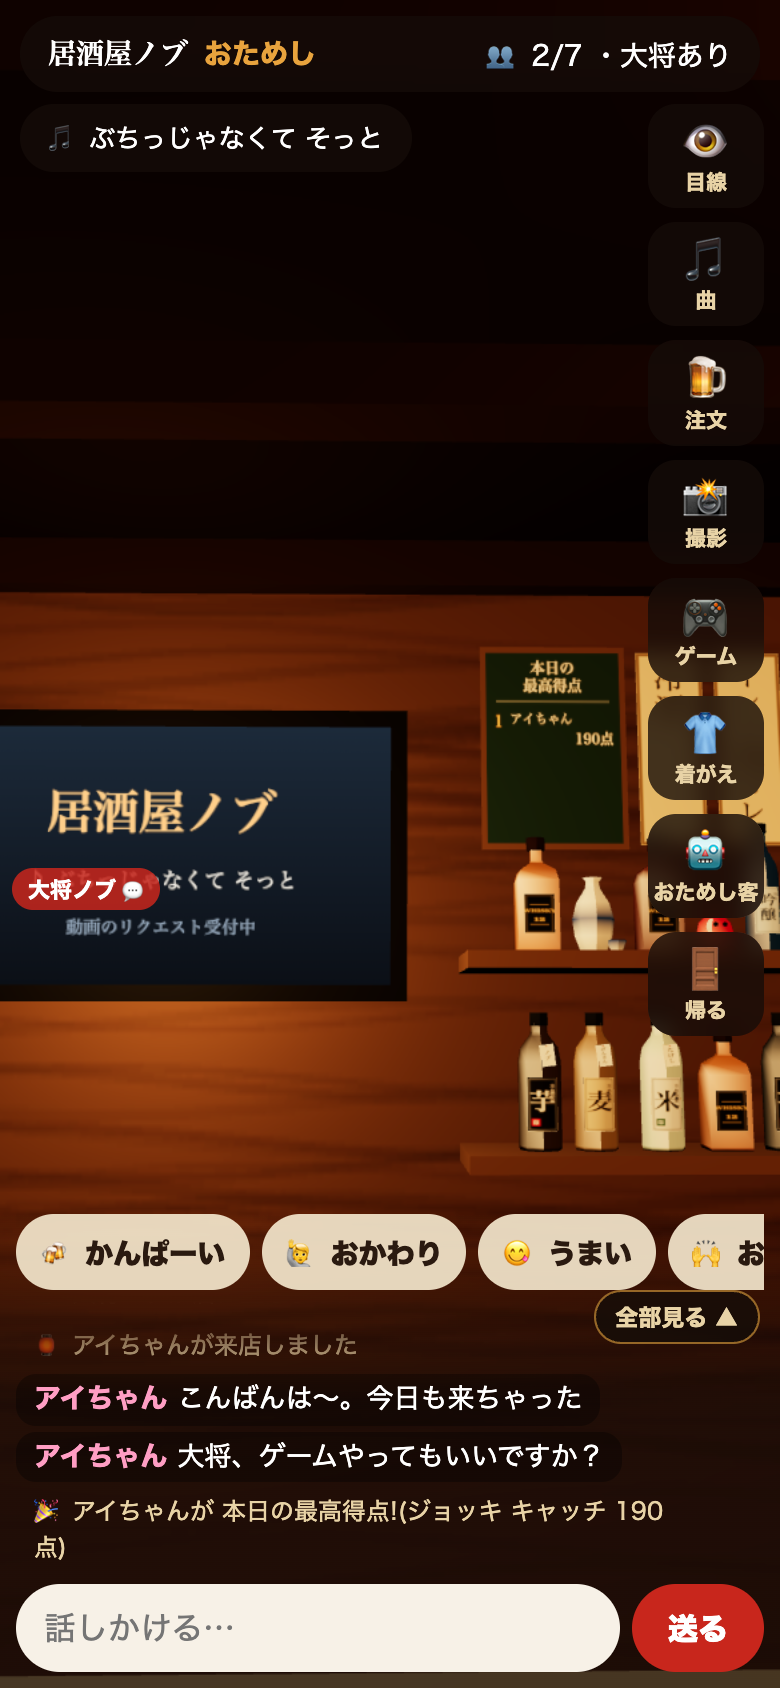 居酒屋ノブ おためし
2/7 ・大将あり
ぶちっじゃなくて そっと
目線
曲
注文
撮影
ゲーム
着がえ
おためし客
帰る
本日の
最高得点
1 アイちゃん
190点
居酒屋ノブ
なくて そっと
大将ノブ
動画のリクエスト受付中
芋
麦
米
かんぱーい
おかわり
うまい
お
全部見る ▲
アイちゃんが来店しました
アイちゃん こんばんは〜。今日も来ちゃった
アイちゃん 大将、ゲームやってもいいですか？
アイちゃんが 本日の最高得点!(ジョッキ キャッチ 190
点)
話しかける…
送る